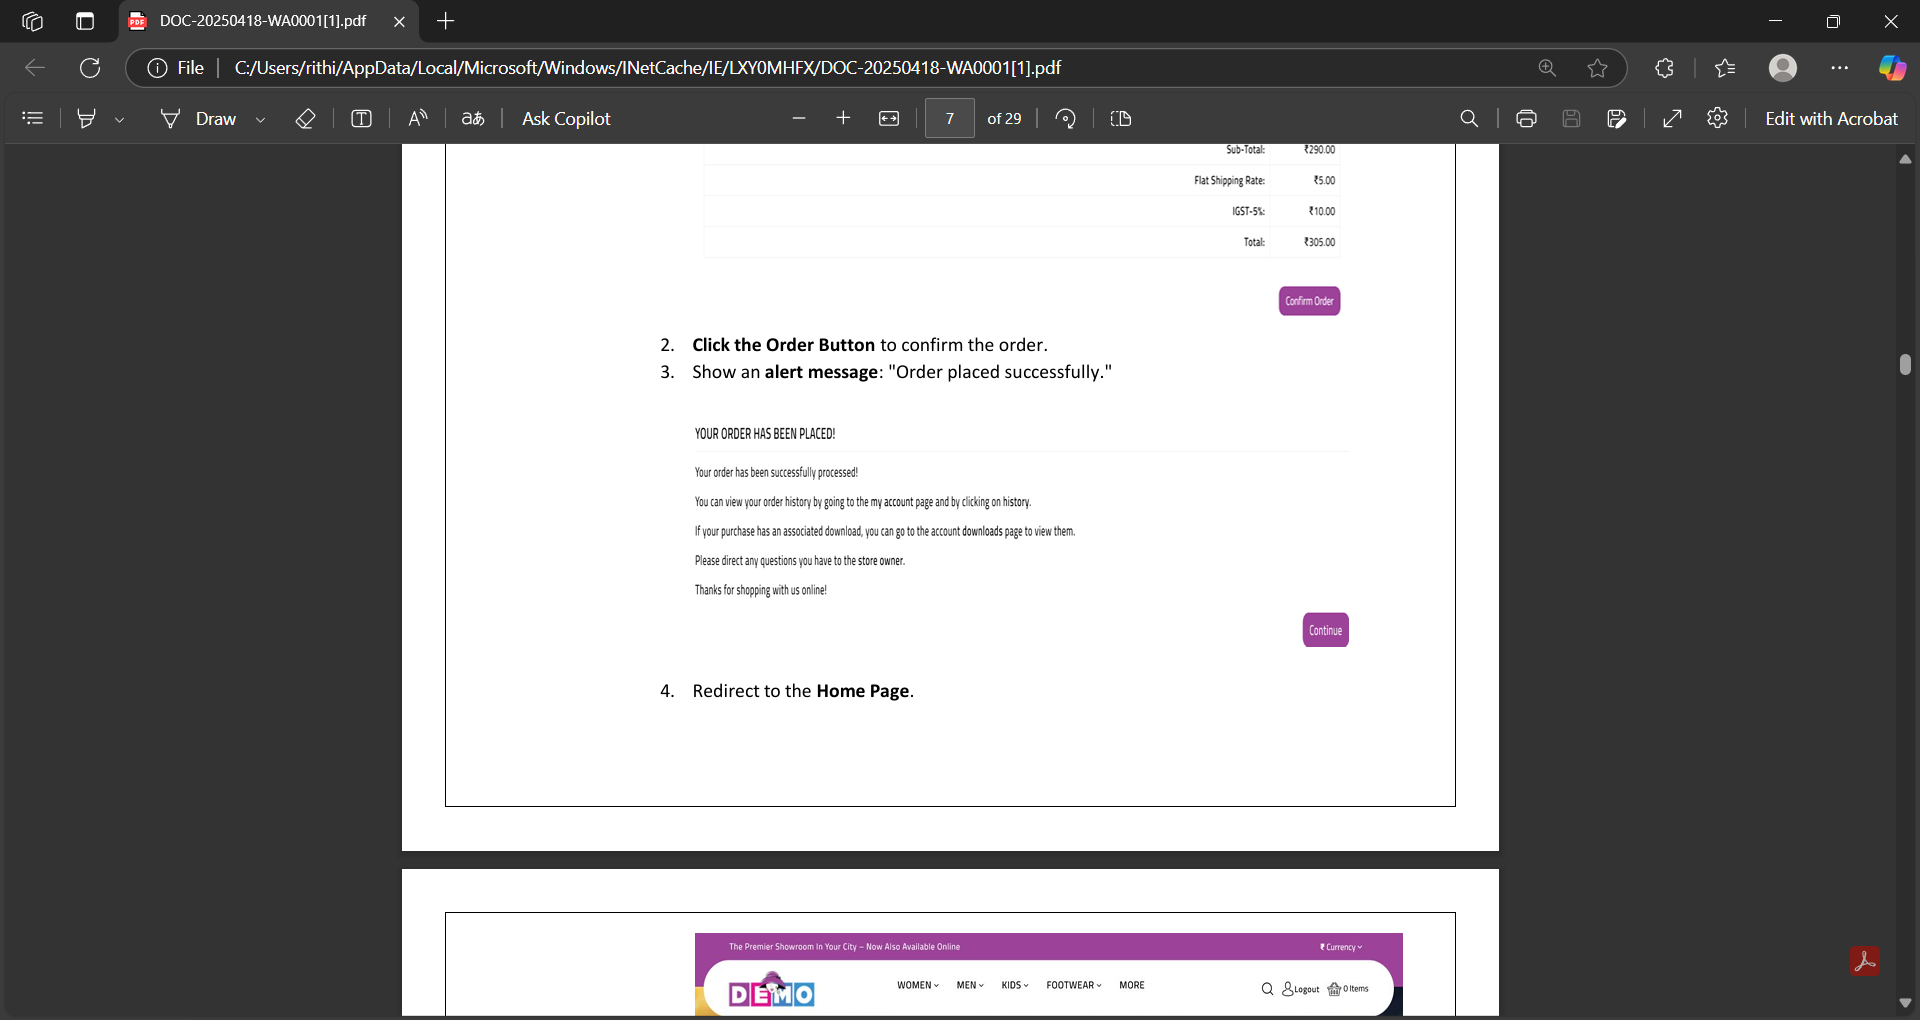 DOC-20250418-WA0001[1].pdf
File
C:/Users/rithi/AppData/Local/Microsoft/Windows/INetCache/IE/LXY0MHFX/DOC-20250418-WA0001[1].pdf
Draw
Ask Copilot
7 of 29
Edit with Acrobat
Sub-Total: ₹290.00
Flat Shipping Rate: ₹5.00
IGST-5%: ₹10.00
Total: ₹305.00
Confirm Order
2. Click the Order Button to confirm the order.
3. Show an alert message: "Order placed successfully."
YOUR ORDER HAS BEEN PLACED!
Your order has been successfully processed!
You can view your order history by going to the my account page and by clicking on history.
If your purchase has an associated download, you can go to the account downloads page to view them.
Please direct any questions you have to the store owner.
Thanks for shopping with us online!
Continue
4. Redirect to the Home Page.
The Premier Showroom In Your City – Now Also Available Online
₹ Currency
DEMO
WOMEN MEN KIDS FOOTWEAR MORE
Logout 0 Items